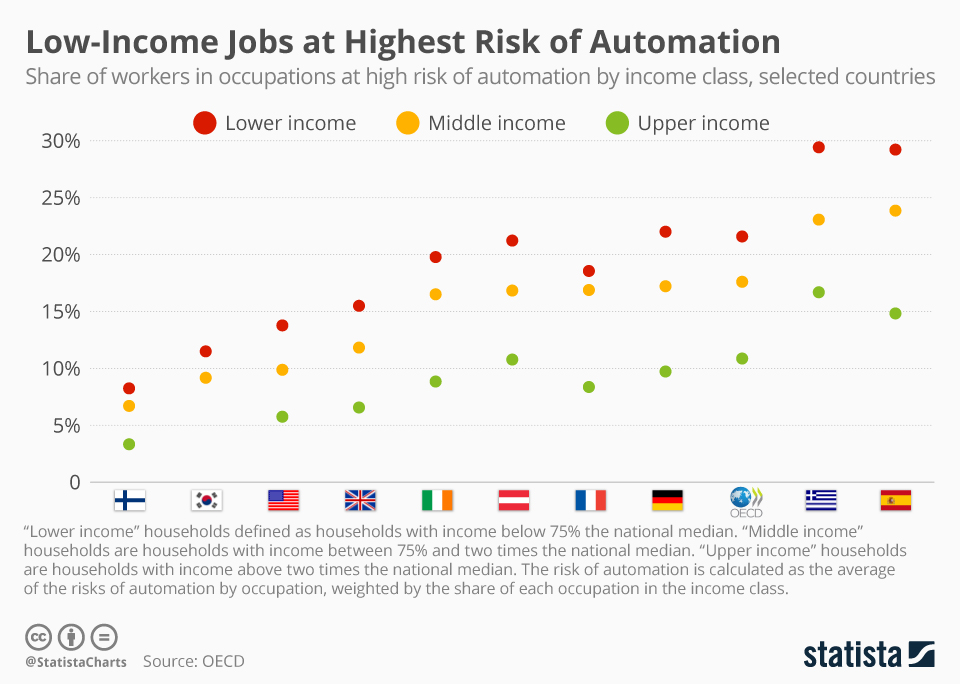 Low-Income Jobs at Highest Risk of Automation
Share of workers in occupations at high risk of automation by income class, selected countries
Lower income
Middle income
Upper income
30%
25%
20%
15%
10%
5%
0
OECD
“Lower income” households defined as households with income below 75% the national median. “Middle income”
households are households with income between 75% and two times the national median. “Upper income” households
are households with income above two times the national median. The risk of automation is calculated as the average
of the risks of automation by occupation, weighted by the share of each occupation in the income class.
cc
@StatistaCharts Source: OECD
statista